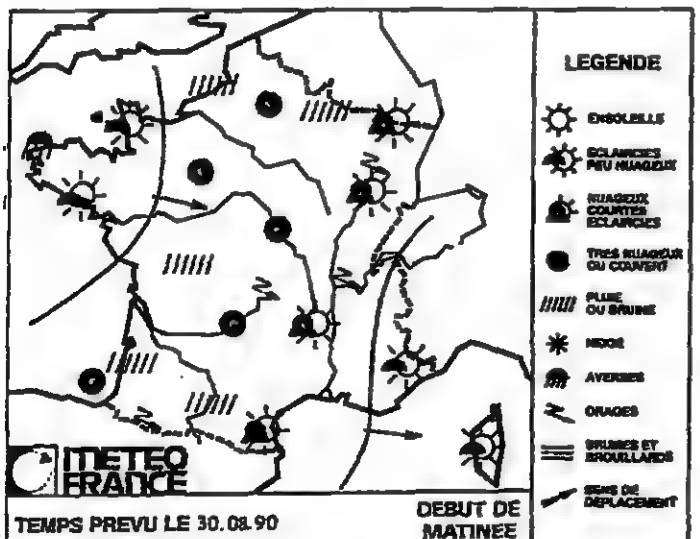 LEGENDE
ENSOLEILLE
ECLAIRCIES
PEU NUAGEUX
NUAGEUX
COURTES
ECLAIRCIES
TRES NUAGEUX
OU COUVERT
PLUIE
OU BRUINE
NEIGE
AVERSES
ORAGES
BRUMES ET
BROUILLARDS
SENS DE
DEPLACEMENT
METEO
FRANCE
TEMPS PREVU LE 30.08.90
DEBUT DE
MATINEE